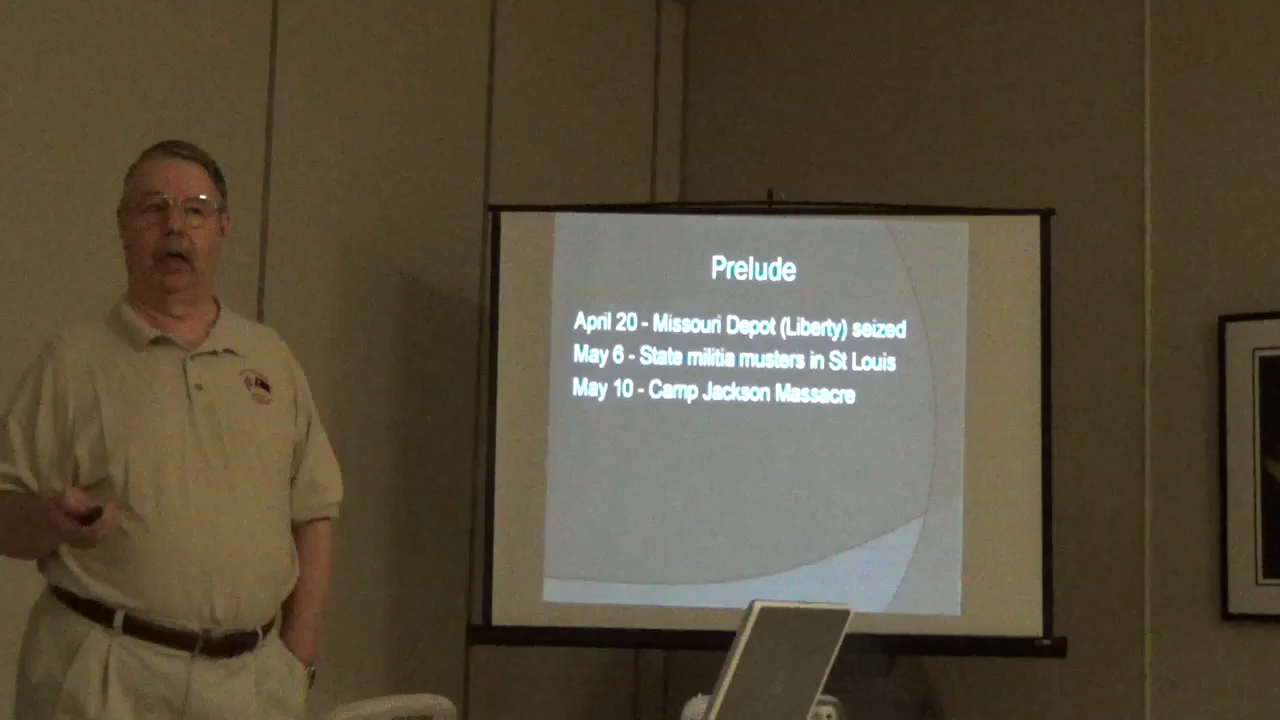 Prelude
April 20 - Missouri Depot (Liberty) seized
May 6 - State militia musters in St Louis
May 10 - Camp Jackson Massacre